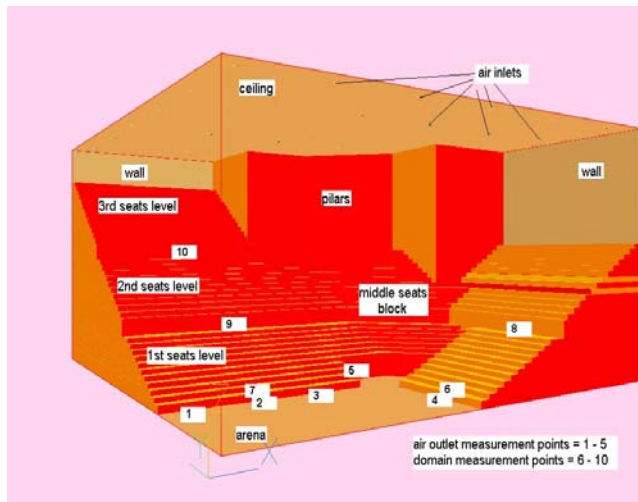 air inlets
ceiling
wall
wall
3rd seats level
pilars
10
2nd seats level
middle seats
block
9
8
1st seats level
5
7
6
3
2
4
1
arena
Y
X
air outlet measurement points = 1 - 5
domain measurement points = 6 - 10